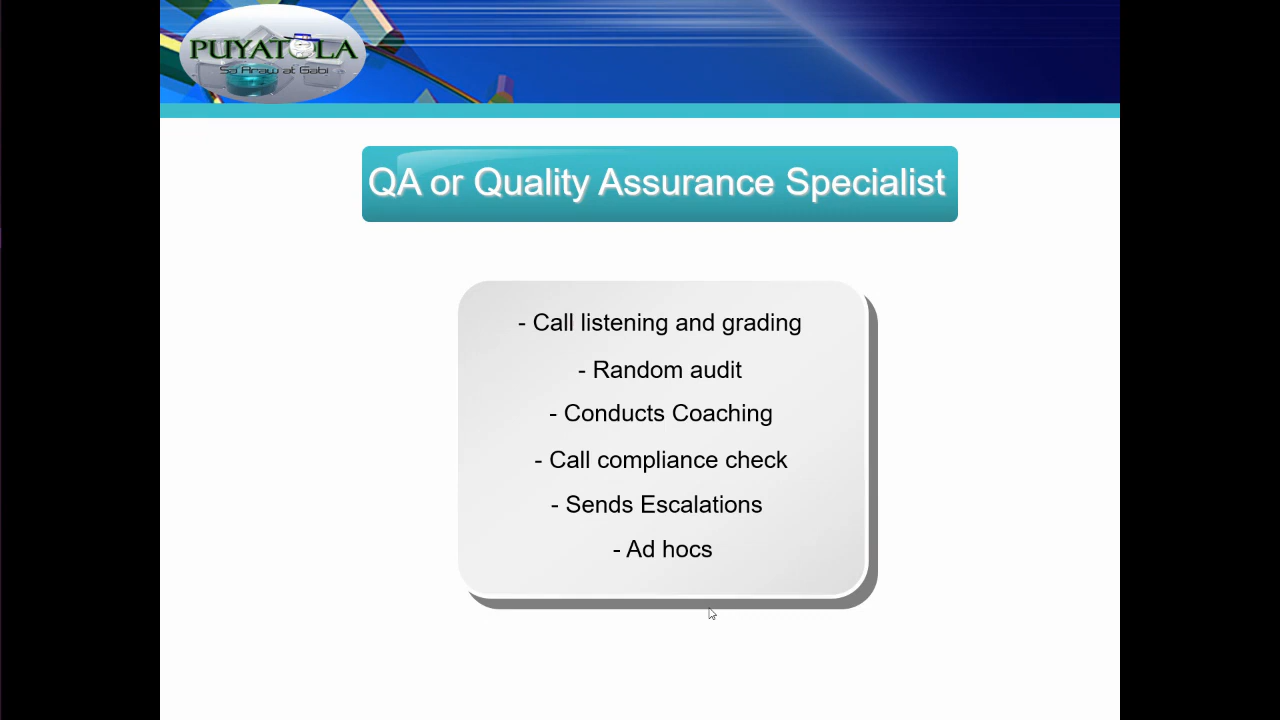 PUYATOLA
Sa Araw at Gabi
QA or Quality Assurance Specialist
- Call listening and grading
- Random audit
- Conducts Coaching
- Call compliance check
- Sends Escalations
- Ad hocs